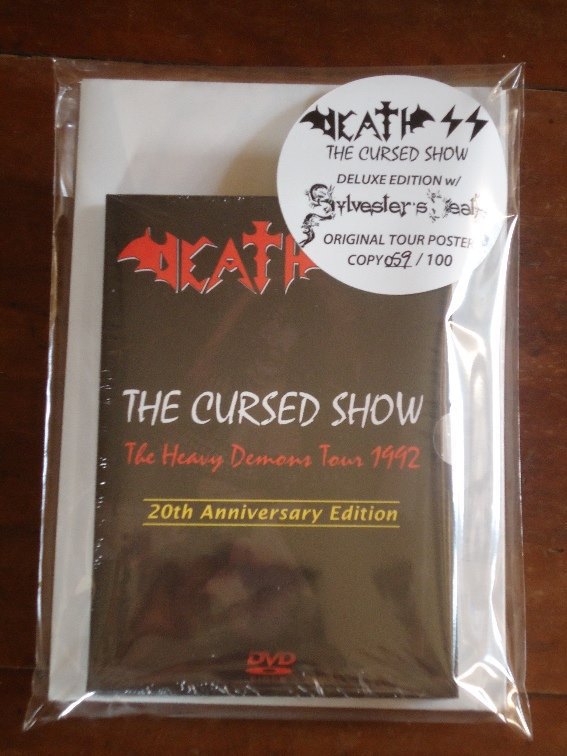 DEATH SS
THE CURSED SHOW
DELUXE EDITION w/
Sylvester's Death
ORIGINAL TOUR POSTER
COPY 059 / 100
DEATH
THE CURSED SHOW
The Heavy Demons Tour 1992
20th Anniversary Edition
DVD